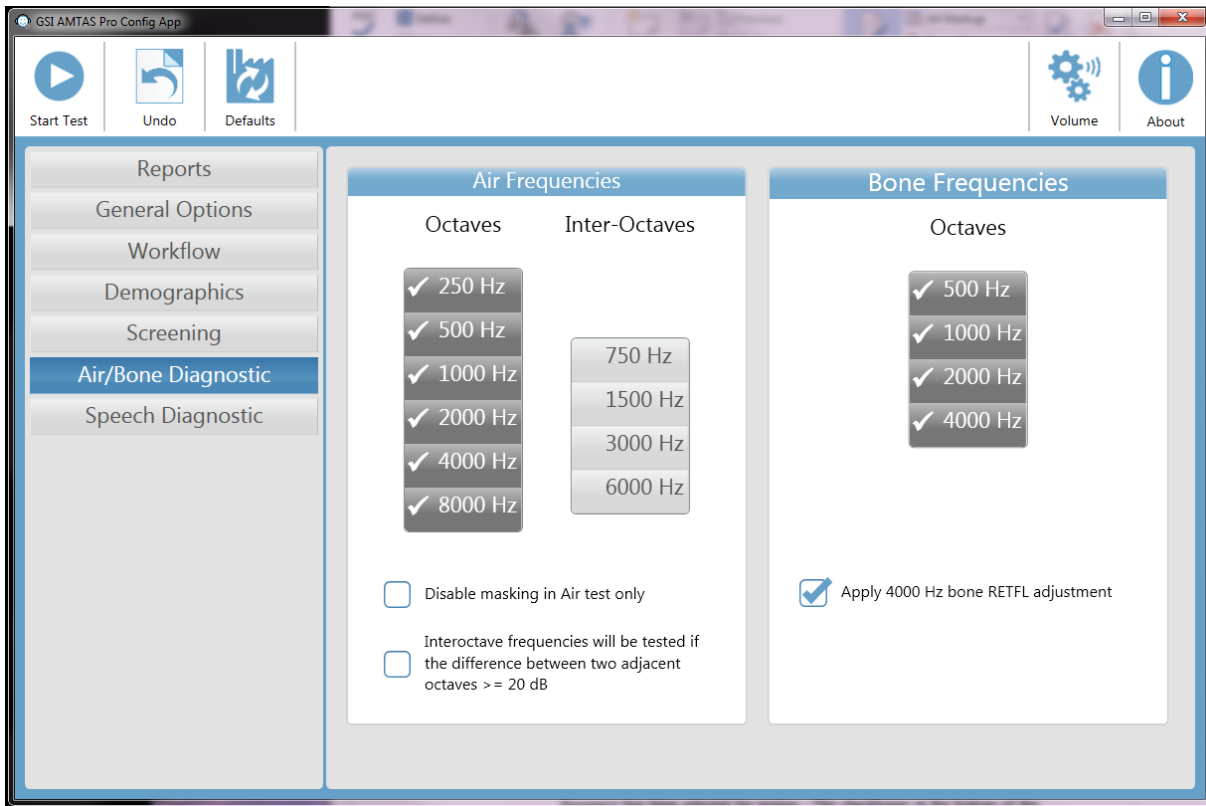 GSI AMTAS Pro Config App
Start Test
Undo
Defaults
Volume
About
Reports
General Options
Workflow
Demographics
Screening
Air/Bone Diagnostic
Speech Diagnostic
Air Frequencies
Octaves
Inter-Octaves
250 Hz
500 Hz
1000 Hz
2000 Hz
4000 Hz
8000 Hz
750 Hz
1500 Hz
3000 Hz
6000 Hz
Disable masking in Air test only
Interoctave frequencies will be tested if
the difference between two adjacent
octaves >= 20 dB
Bone Frequencies
Octaves
500 Hz
1000 Hz
2000 Hz
4000 Hz
Apply 4000 Hz bone RETFL adjustment